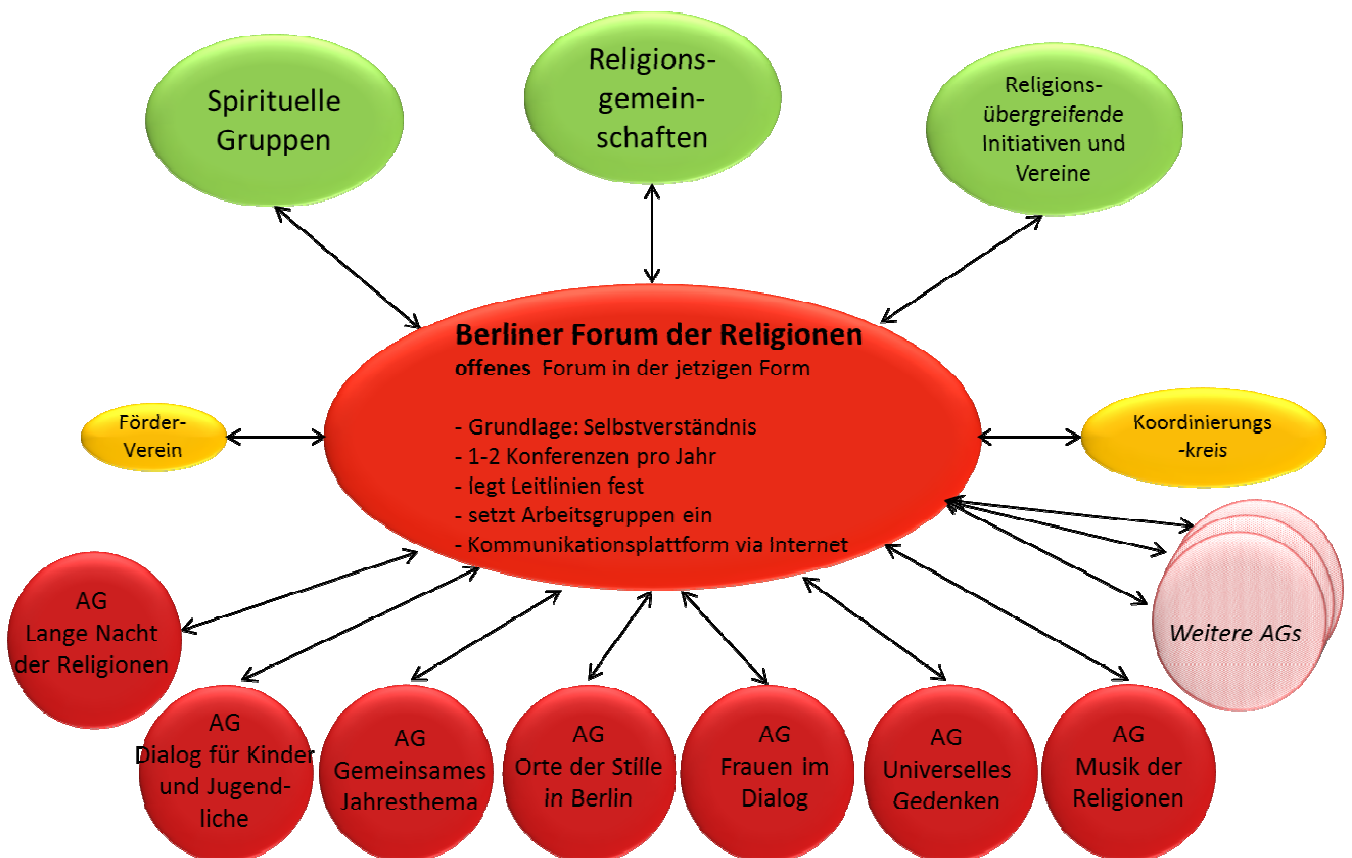 Spirituelle
Gruppen
Religions-
gemein-
schaften
Religions-
übergreifende
Initiativen und
Vereine
Berliner Forum der Religionen
offenes Forum in der jetzigen Form
- Grundlage: Selbstverständnis
- 1-2 Konferenzen pro Jahr
- legt Leitlinien fest
- setzt Arbeitsgruppen ein
- Kommunikationsplattform via Internet
Förder-
Verein
Koordinierungs
-kreis
AG
Lange Nacht
der Religionen
AG
Dialog für Kinder
und Jugend-
liche
AG
Gemeinsames
Jahresthema
AG
Orte der Stille
in Berlin
AG
Frauen im
Dialog
AG
Universelles
Gedenken
AG
Musik der
Religionen
Weitere AGs